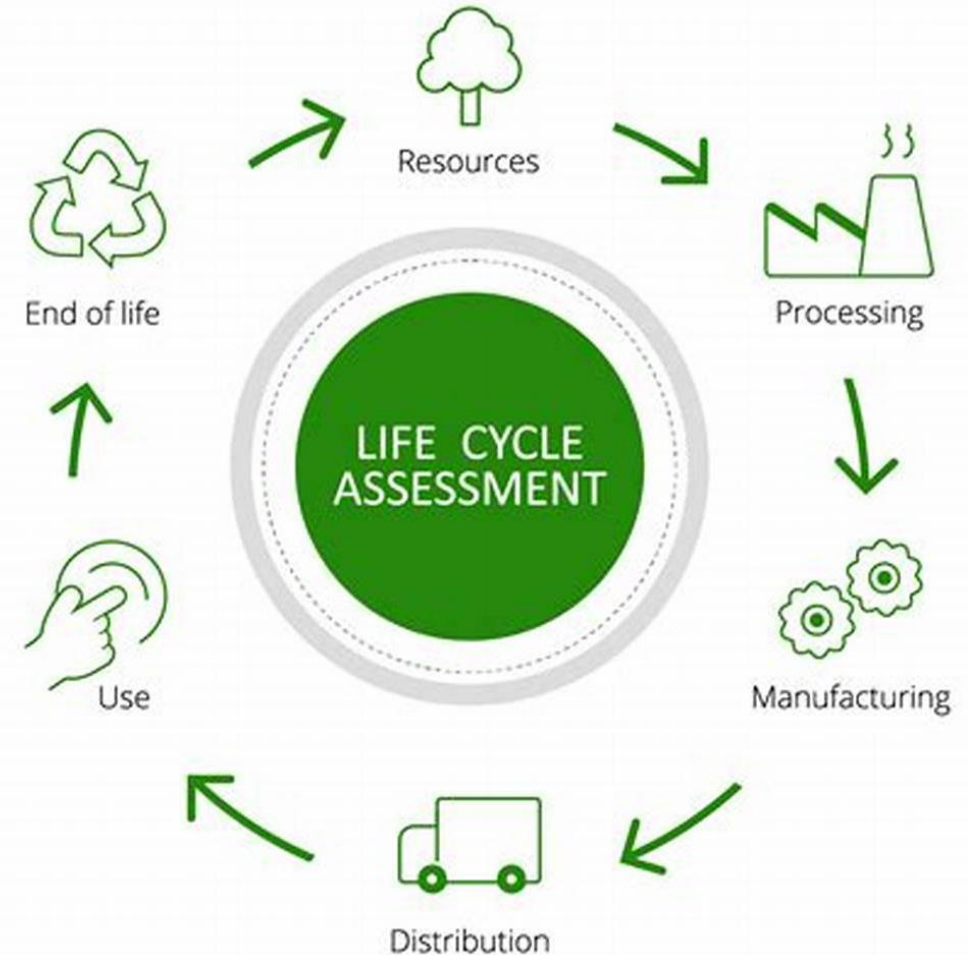 Resources
Processing
Manufacturing
Distribution
Use
End of life
LIFE CYCLE
ASSESSMENT